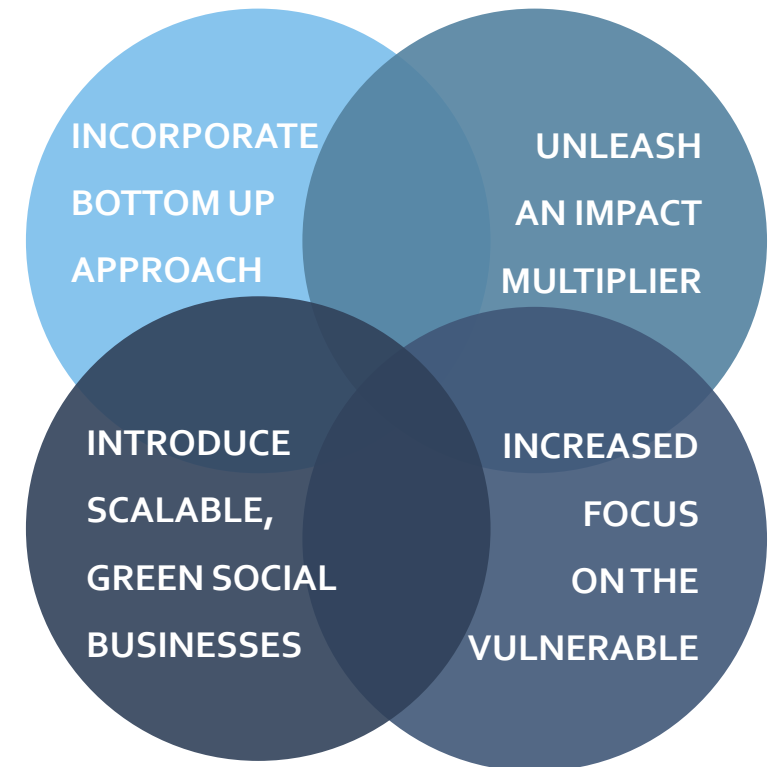 INCORPORATE
BOTTOM UP
APPROACH
UNLEASH
AN IMPACT
MULTIPLIER
INTRODUCE
SCALABLE,
GREEN SOCIAL
BUSINESSES
INCREASED
FOCUS
ON THE
VULNERABLE